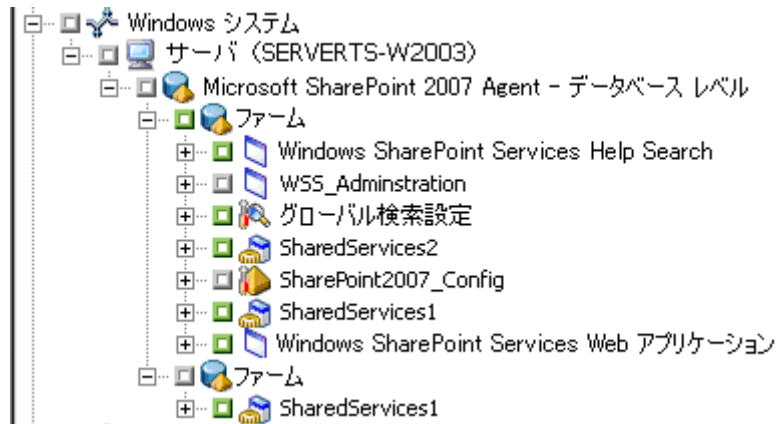 Windows システム
サーバ (SERVERTS-W2003)
Microsoft SharePoint 2007 Agent - データベース レベル
ファーム
Windows SharePoint Services Help Search
WSS_Adminstration
グローバル検索設定
SharedServices2
SharePoint2007_Config
SharedServices1
Windows SharePoint Services Web アプリケーション
ファーム
SharedServices1